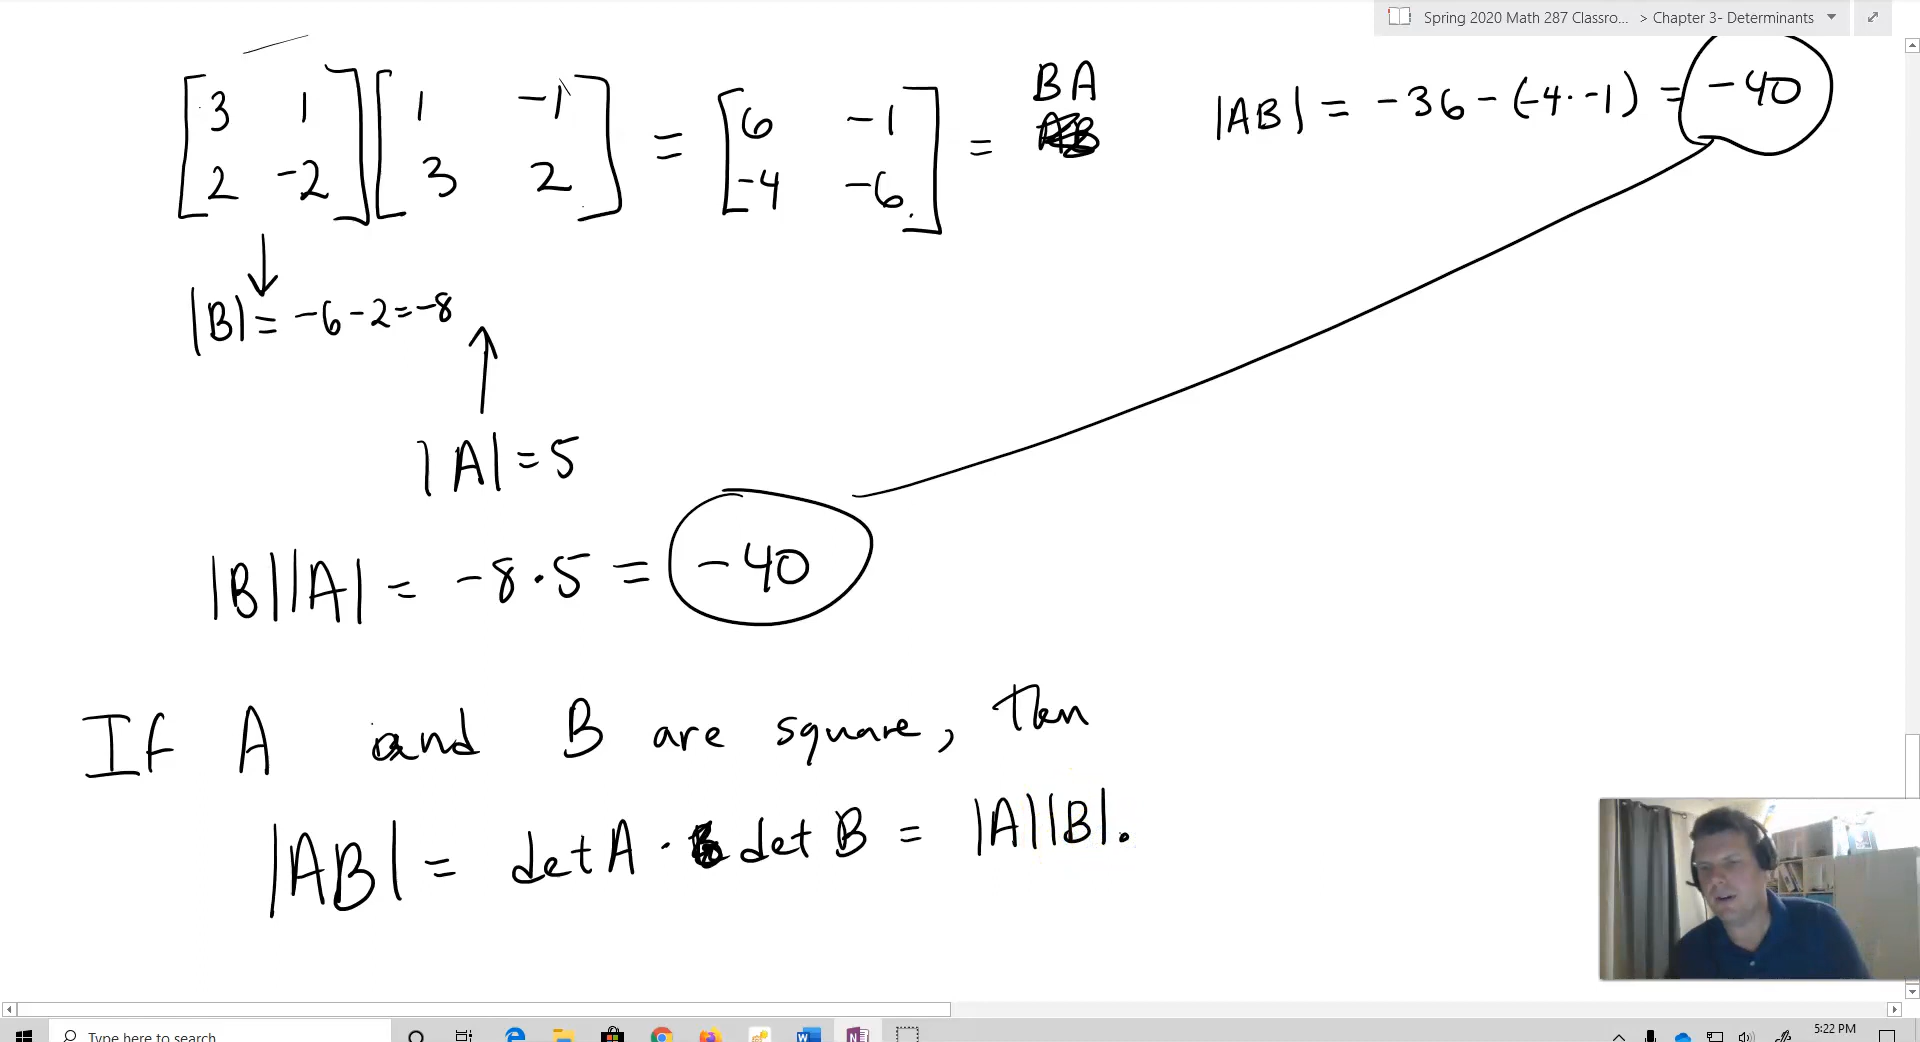 Spring 2020 Math 287 Classro... > Chapter 3- Determinants
[3 1 [1 -1 = [6 -1 = BA
2 -2] 3 2] -4 -6]
|AB| = -36 - (-4 · -1) = -40
|B| = -6 - 2 = -8
|A| = 5
|B||A| = -8 · 5 = -40
If A and B are square, then
|AB| = det A · det B = |A||B|.
Type here to search
5:22 PM